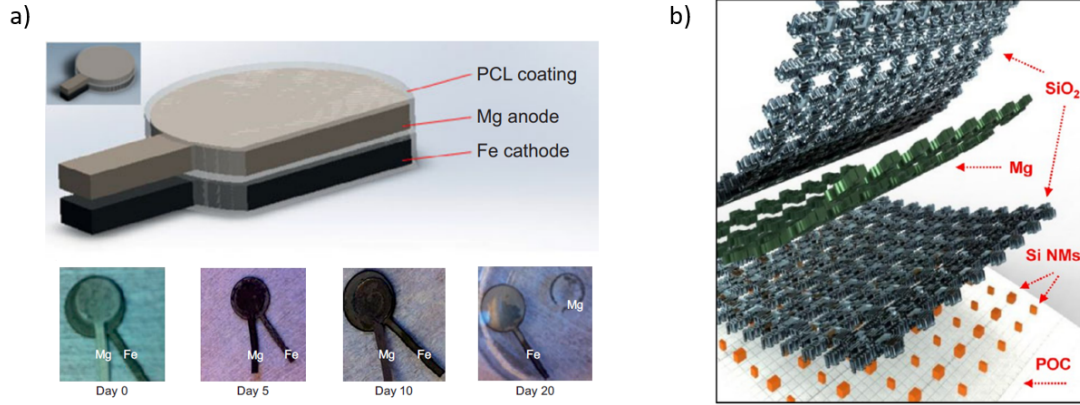 a)
PCL coating
Mg anode
Fe cathode
Mg Fe
Day 0
Mg Fe
Day 5
Mg Fe
Day 10
Mg
Fe
Day 20
b)
SiO₂
Mg
Si NMs
POC